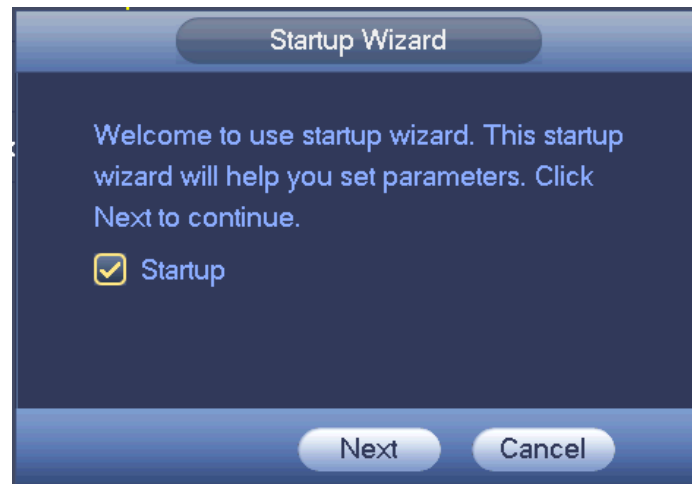 Startup Wizard
Welcome to use startup wizard. This startup
wizard will help you set parameters. Click
Next to continue.
Startup
Next
Cancel